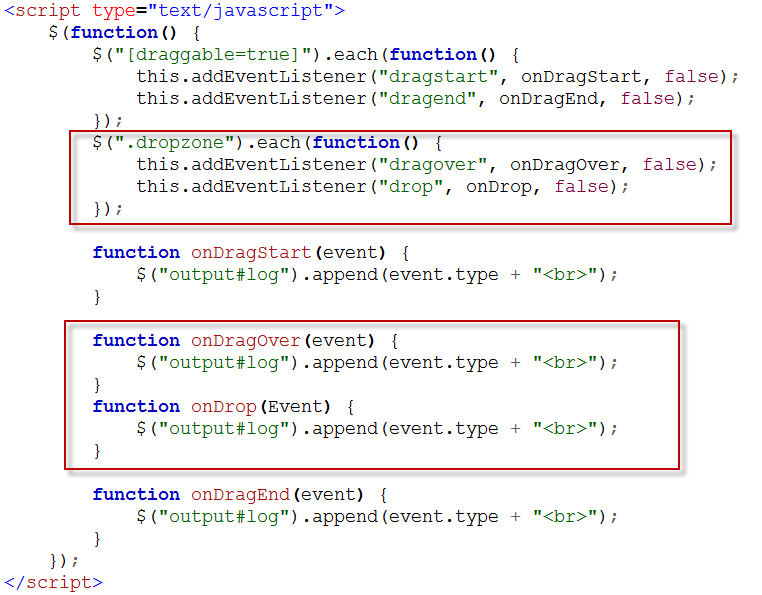 <script type="text/javascript">
    $(function() {
        $("[draggable=true]").each(function() {
            this.addEventListener("dragstart", onDragStart, false);
            this.addEventListener("dragend", onDragEnd, false);
        });
        $(".dropzone").each(function() {
            this.addEventListener("dragover", onDragOver, false);
            this.addEventListener("drop", onDrop, false);
        });

        function onDragStart(event) {
            $("output#log").append(event.type + "<br>");
        }

        function onDragOver(event) {
            $("output#log").append(event.type + "<br>");
        }
        function onDrop(Event) {
            $("output#log").append(event.type + "<br>");
        }

        function onDragEnd(event) {
            $("output#log").append(event.type + "<br>");
        }
    });
</script>